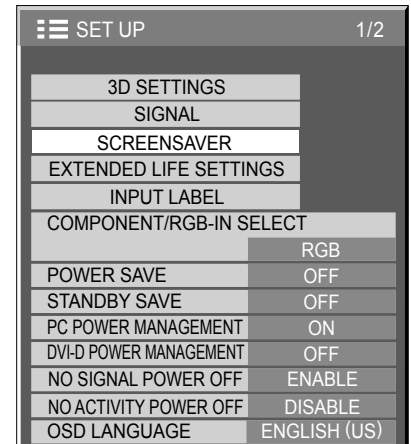 SET UP 1/2
3D SETTINGS
SIGNAL
SCREENSAVER
EXTENDED LIFE SETTINGS
INPUT LABEL
COMPONENT/RGB-IN SELECT
RGB
POWER SAVE OFF
STANDBY SAVE OFF
PC POWER MANAGEMENT ON
DVI-D POWER MANAGEMENT OFF
NO SIGNAL POWER OFF ENABLE
NO ACTIVITY POWER OFF DISABLE
OSD LANGUAGE ENGLISH (US)